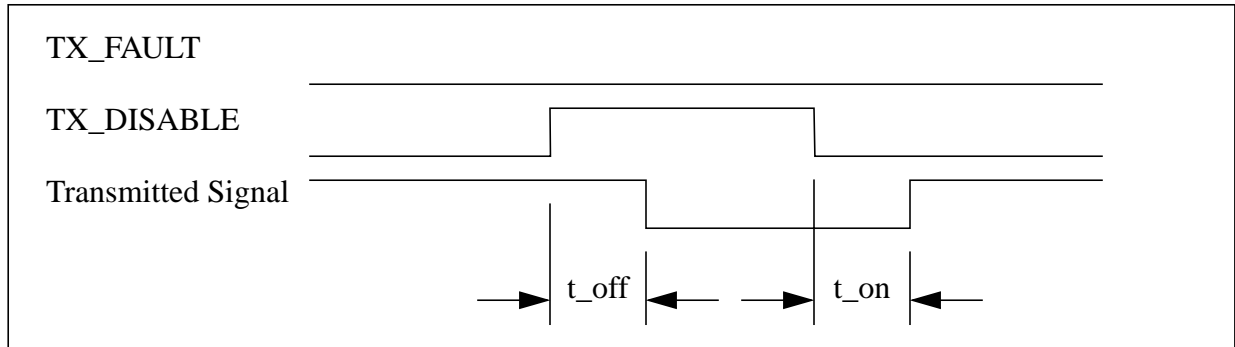 TX_FAULT
TX_DISABLE
Transmitted Signal
t_off
t_on